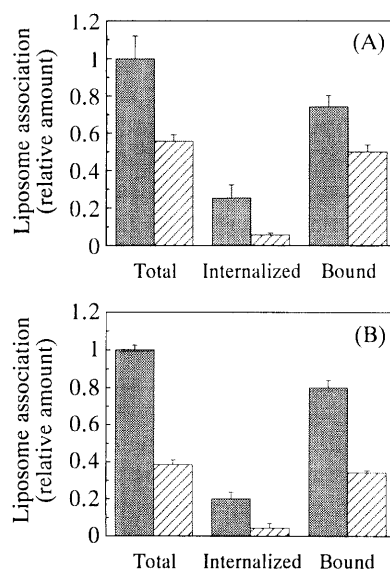 (A)
Liposome association
(relative amount)
1.2
1
0.8
0.6
0.4
0.2
0
Total Internalized Bound
(B)
Liposome association
(relative amount)
1.2
1
0.8
0.6
0.4
0.2
0
Total Internalized Bound